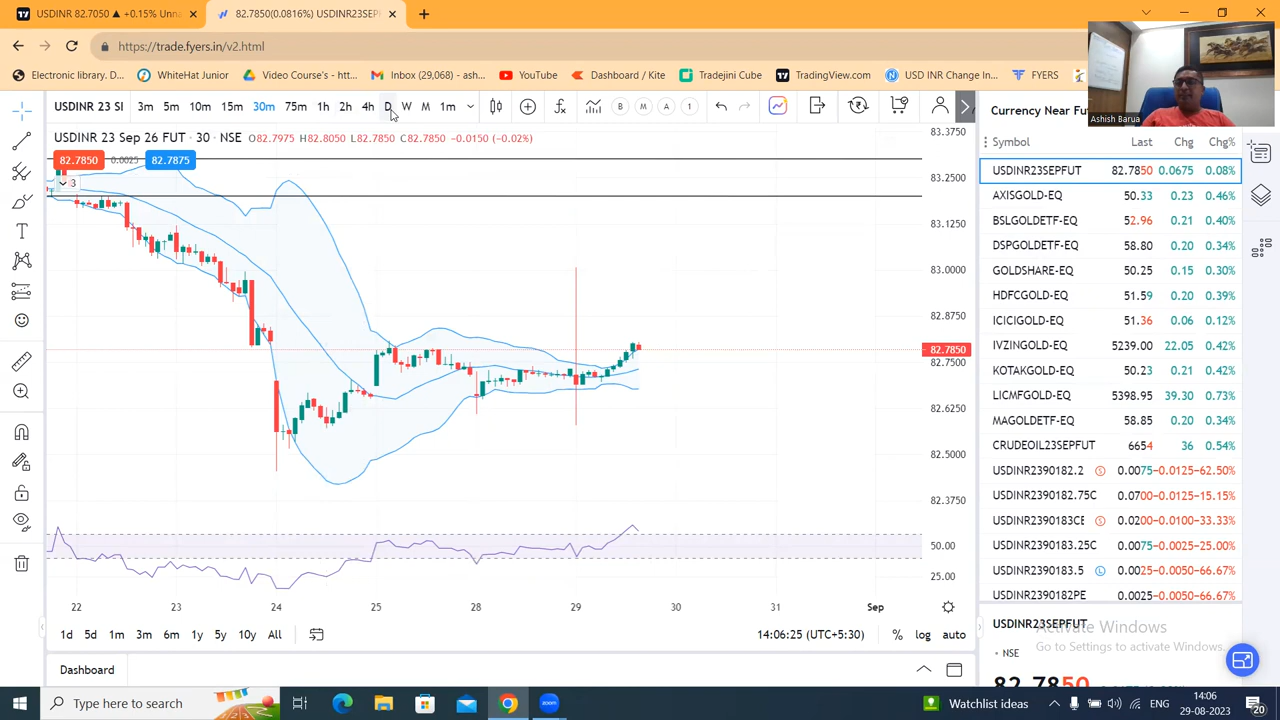 USDINR 82.7050 ▲ +0.15% Unna
82.7850(0.0816%) USDINR23SEP
https://trade.fyers.in/v2.html
Electronic library. D...
WhiteHat Junior
Video Course's - htt...
Inbox (29,068) - ash...
YouTube
Dashboard / Kite
Tradejini Cube
TradingView.com
USD INR Change In...
FYERS
Ashish Barua
USDINR 23 SI
3m 5m 10m 15m 30m 75m 1h 2h 4h D W M 1m
B M A 1
USDINR 23 Sep 26 FUT · 30 · NSE O82.7975 H82.8050 L82.7850 C82.7850 -0.0150 (-0.02%)
82.7850 0.0025 82.7875
3
83.3750
83.2500
83.1250
83.0000
82.8750
82.7850
82.7500
82.6250
82.5000
82.3750
50.00
25.00
22 23 24 25 28 29 30 31 Sep
1d 5d 1m 3m 6m 1y 5y 10y All
14:06:25 (UTC+5:30) % log auto
Dashboard
Currency Near Fu
Symbol Last Chg Chg%
USDINR23SEPFUT 82.7850 0.0675 0.08%
AXISGOLD-EQ 50.33 0.23 0.46%
BSLGOLDETF-EQ 52.96 0.21 0.40%
DSPGOLDETF-EQ 58.80 0.20 0.34%
GOLDSHARE-EQ 50.25 0.15 0.30%
HDFCGOLD-EQ 51.59 0.20 0.39%
ICICIGOLD-EQ 51.36 0.06 0.12%
IVZINGOLD-EQ 5239.00 22.05 0.42%
KOTAKGOLD-EQ 50.23 0.21 0.42%
LICMFGOLD-EQ 5398.95 39.30 0.73%
MAGOLDETF-EQ 58.85 0.20 0.34%
CRUDEOIL23SEPFUT 6654 36 0.54%
USDINR2390182.2 S 0.0075 -0.0125 -62.50%
USDINR2390182.75C 0.0700 -0.0125 -15.15%
USDINR2390183CE S 0.0200 -0.0100 -33.33%
USDINR2390183.25C 0.0075 -0.0025 -25.00%
USDINR2390183.5 L 0.0025 -0.0050 -66.67%
USDINR2390182PE 0.0025 -0.0050 -66.67%
USDINR23SEPFUT
• NSE
82.7850
Activate Windows
Go to Settings to activate Windows.
Type here to search
zoom
Watchlist ideas
ENG
14:06
29-08-2023
20